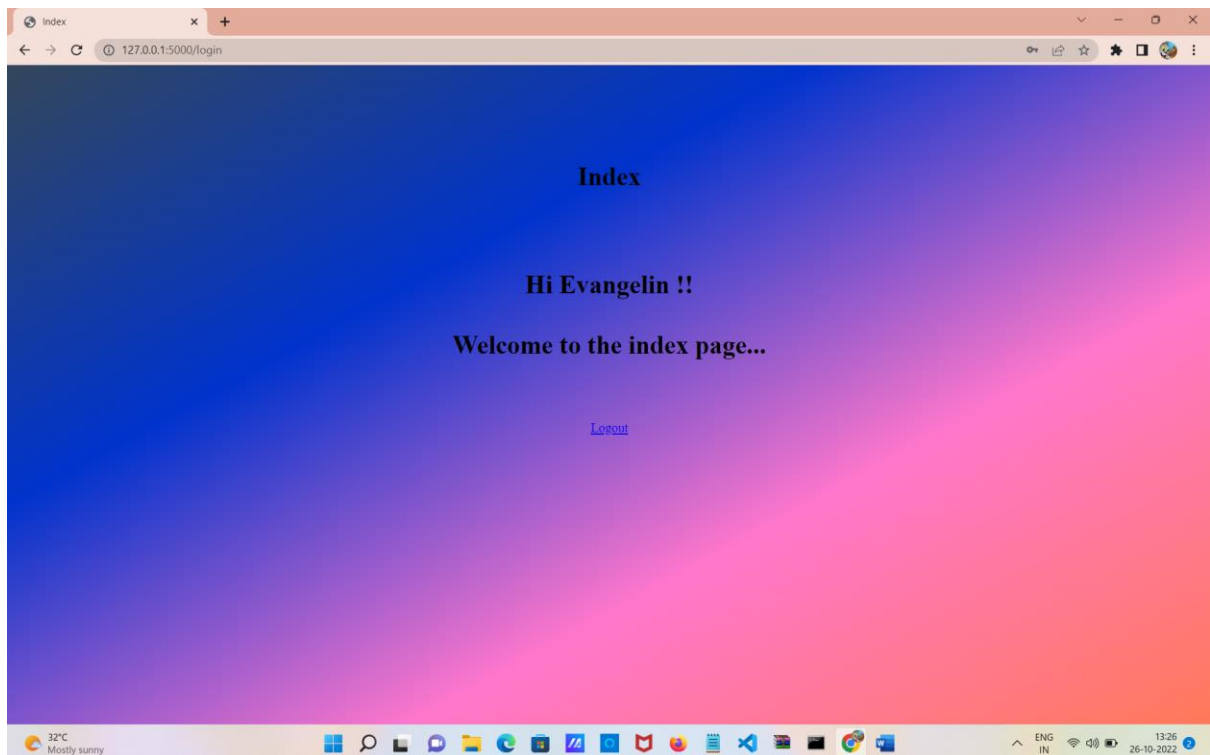 Index
127.0.0.1:5000/login
Index
Hi Evangelin !!
Welcome to the index page...
Logout
32°C
Mostly sunny
ENG
IN
13:26
26-10-2022
2